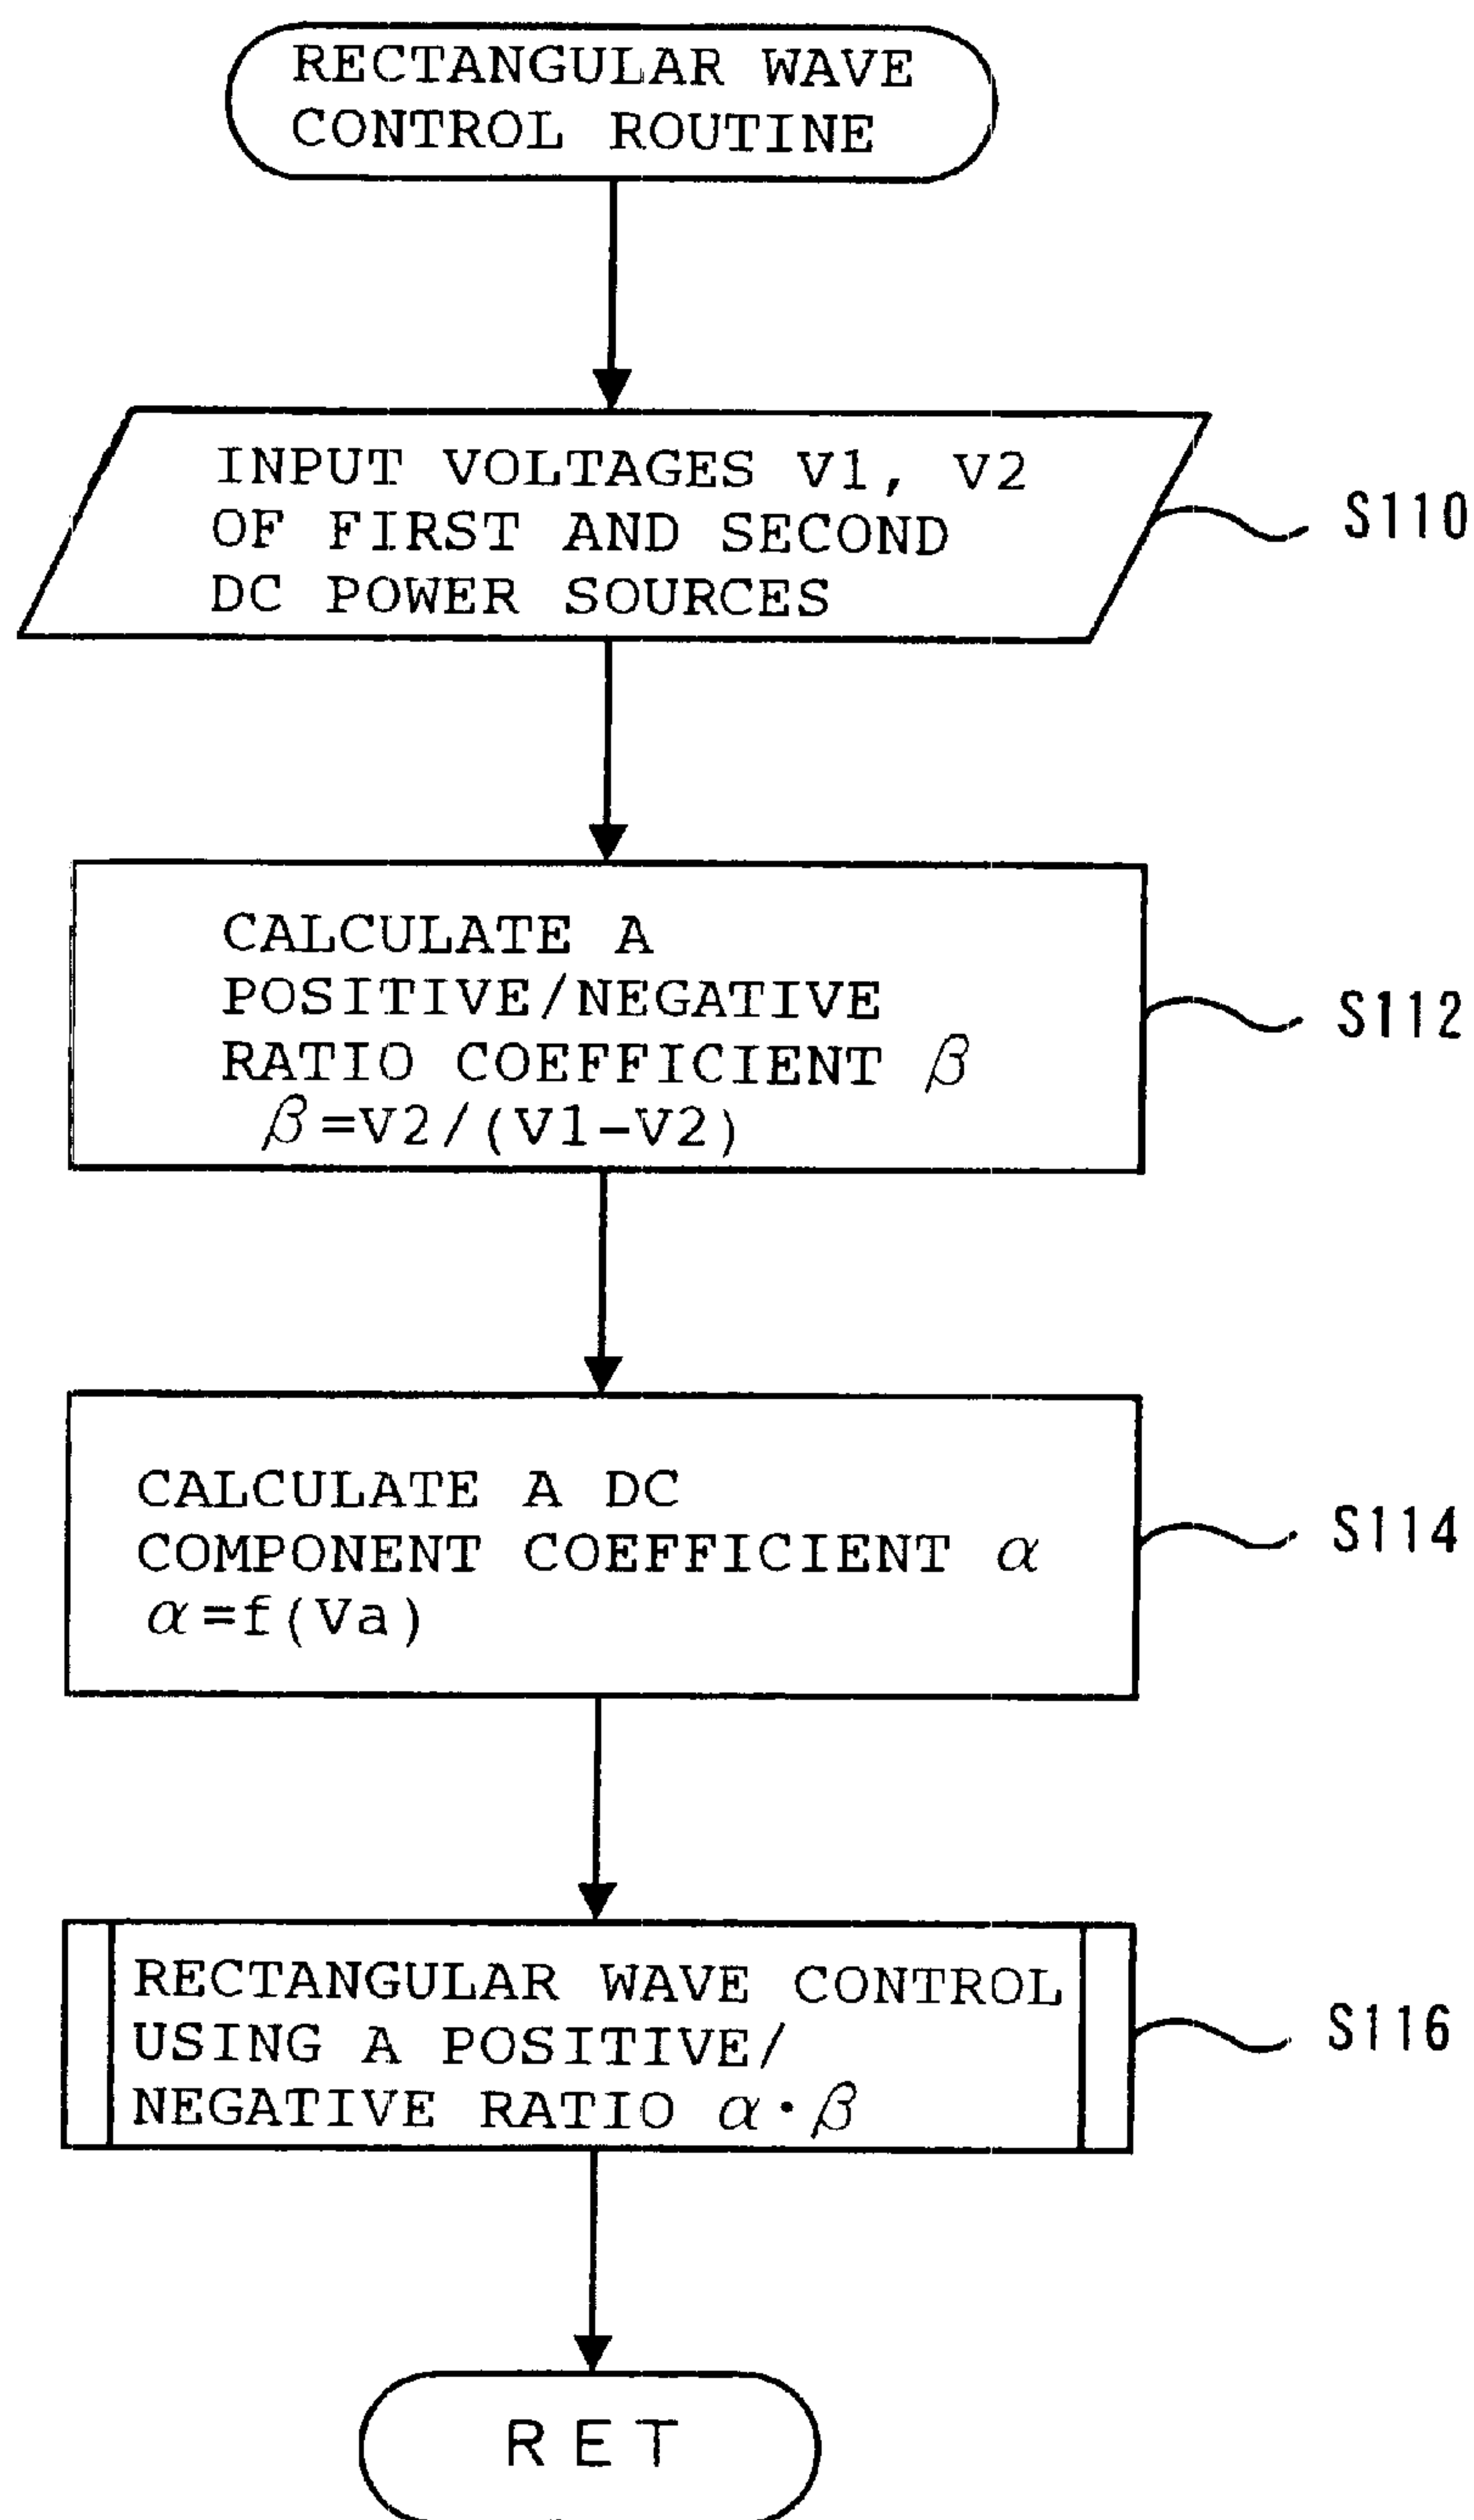 RECTANGULAR WAVE
CONTROL ROUTINE
INPUT VOLTAGES V1, V2
OF FIRST AND SECOND
DC POWER SOURCES
S110
CALCULATE A
POSITIVE/NEGATIVE
RATIO COEFFICIENT β
β=V2/(V1-V2)
S112
CALCULATE A DC
COMPONENT COEFFICIENT α
α=f(Va)
S114
RECTANGULAR WAVE CONTROL
USING A POSITIVE/
NEGATIVE RATIO α·β
S116
RET